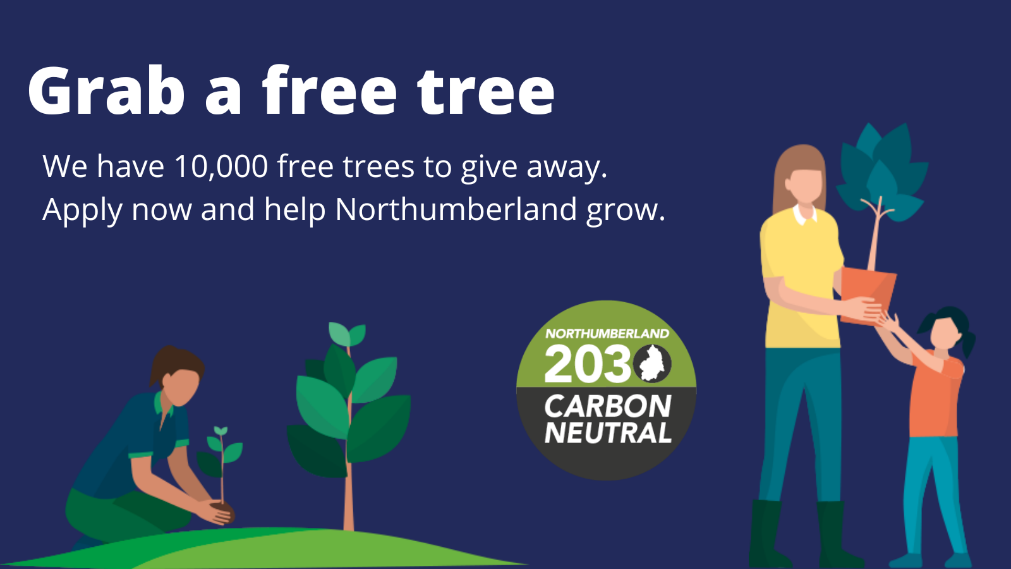 Grab a free tree
We have 10,000 free trees to give away.
Apply now and help Northumberland grow.
NORTHUMBERLAND
2030
CARBON
NEUTRAL